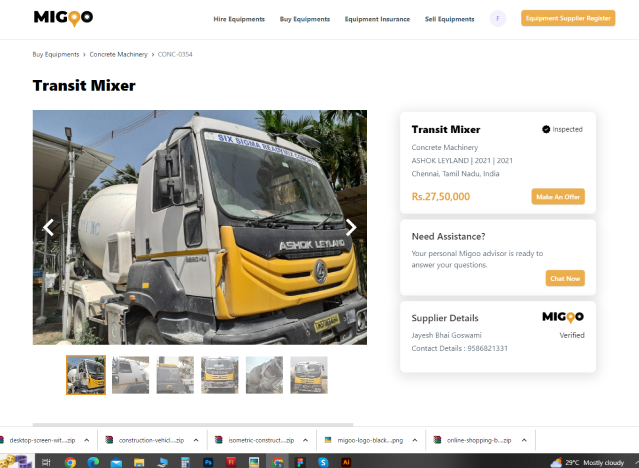 MIGOO
Hire Equipments
Buy Equipments
Equipment Insurance
Sell Equipments
F
Equipment Supplier Register
Buy Equipments > Concrete Machinery > CONC-0354
Transit Mixer
SIX SIGMA READY MIX
ASHOK LEYLAND
Transit Mixer
Inspected
Concrete Machinery
ASHOK LEYLAND | 2021 | 2021
Chennai, Tamil Nadu, India
Rs.27,50,000
Make An Offer
Need Assistance?
Your personal Migoo advisor is ready to
answer your questions.
Chat Now
Supplier Details
MIGOO
Jayesh Bhai Goswami
Verified
Contact Details : 9586821331
desktop-screen-wit....zip
construction-vehicl....zip
isometric-construct....zip
migoo-logo-black....png
online-shopping-b....zip
29°C Mostly cloudy